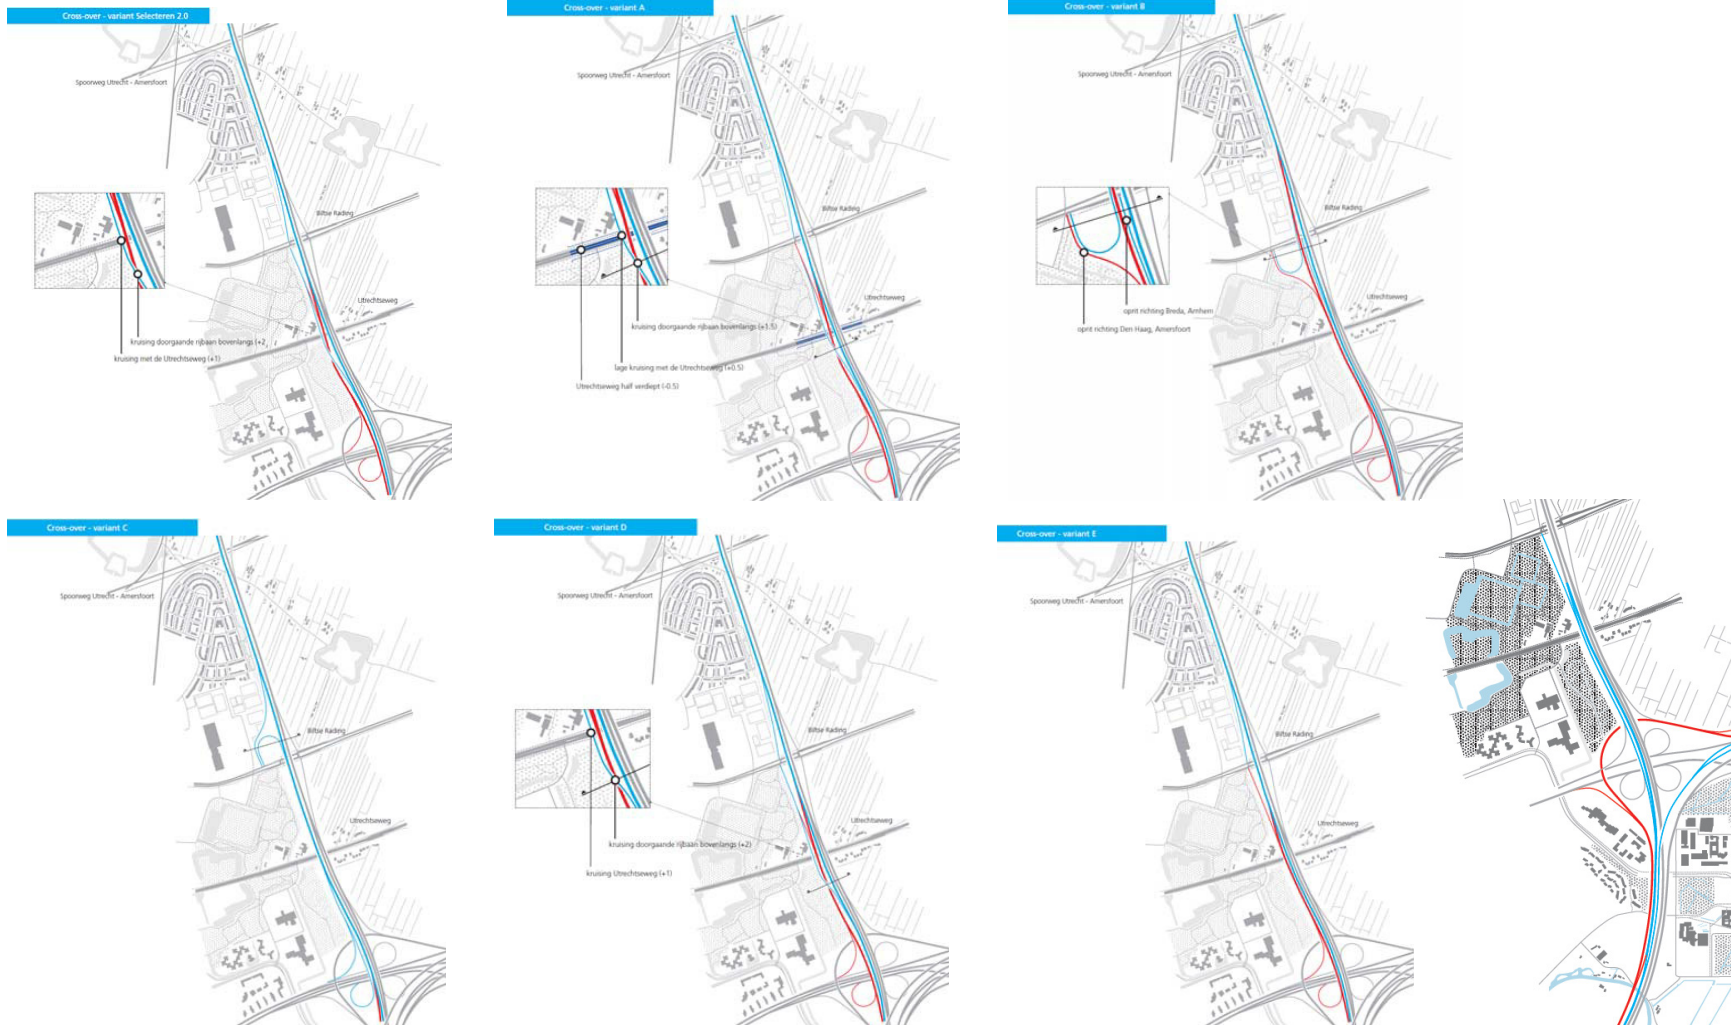 Cross-over - variant Selecteren 2.0
Spoorweg Utrecht - Amersfoort
Biltse Rading
Utrechtseweg
kruising doorgaande rijbaan bovenlangs (+2
kruising met de Utrechtseweg (+1)
Cross-over - variant A
Spoorweg Utrecht - Amersfoort
Biltse Rading
Utrechtseweg
kruising doorgaande rijbaan bovenlangs (+1.5)
lage kruising met de Utrechtseweg (+0.5)
Utrechtseweg half verdiept (-0.5)
Cross-over - variant B
Spoorweg Utrecht - Amersfoort
Biltse Rading
Utrechtseweg
oprit richting Breda, Arnhem
oprit richting Den Haag, Amersfoort
Cross-over - variant C
Spoorweg Utrecht - Amersfoort
Biltse Rading
Utrechtseweg
Cross-over - variant D
Spoorweg Utrecht - Amersfoort
Biltse Rading
Utrechtseweg
kruising doorgaande rijbaan bovenlangs (+2)
kruising Utrechtseweg (+1)
Cross-over - variant E
Spoorweg Utrecht - Amersfoort
Biltse Rading
Utrechtseweg